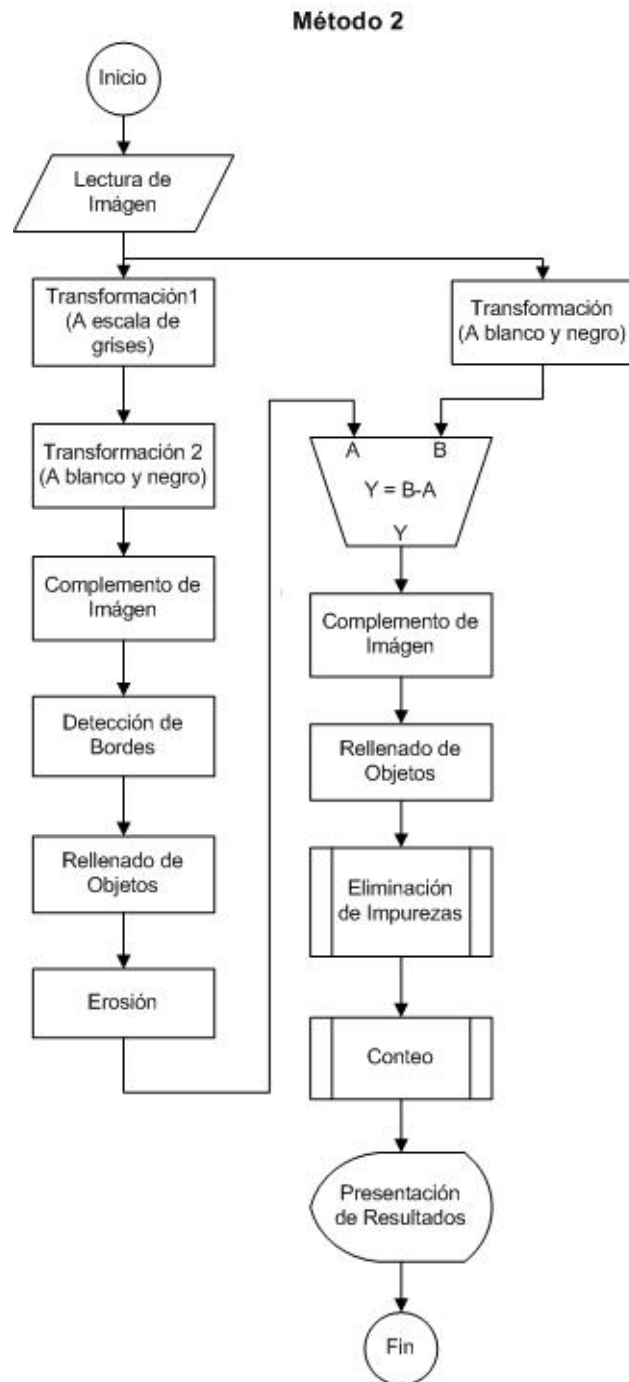 Método 2
Inicio
Lectura de
Imágen
Transformación1
(A escala de
grises)
Transformación 2
(A blanco y negro)
Complemento de
Imágen
Detección de
Bordes
Rellenado de
Objetos
Erosión
Transformación
(A blanco y negro)
A B
Y = B-A
Y
Complemento de
Imágen
Rellenado de
Objetos
Eliminación
de Impurezas
Conteo
Presentación
de Resultados
Fin